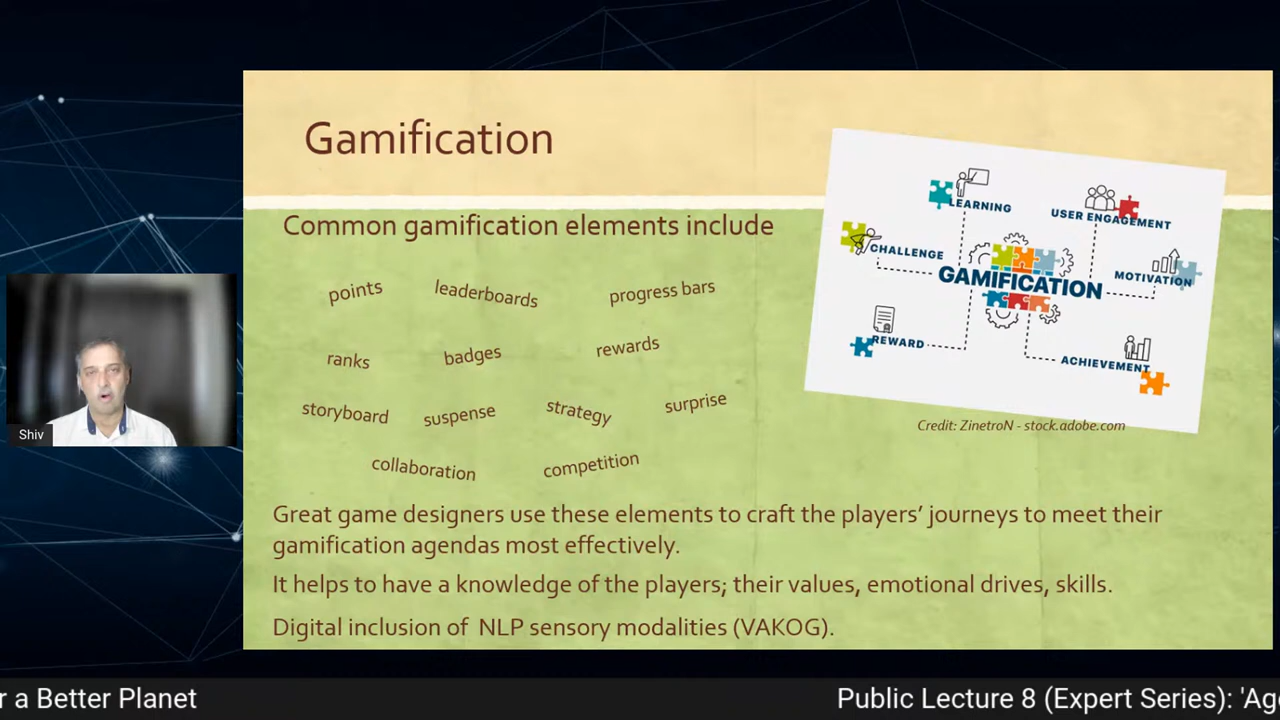 Gamification
Common gamification elements include
points leaderboards progress bars
ranks badges rewards
storyboard suspense strategy surprise
collaboration competition
LEARNING
USER ENGAGEMENT
CHALLENGE
MOTIVATION
GAMIFICATION
REWARD
ACHIEVEMENT
Credit: ZinetroN - stock.adobe.com
Great game designers use these elements to craft the players’ journeys to meet their
gamification agendas most effectively.
It helps to have a knowledge of the players; their values, emotional drives, skills.
Digital inclusion of NLP sensory modalities (VAKOG).
Shiv
r a Better Planet
Public Lecture 8 (Expert Series): 'Ag